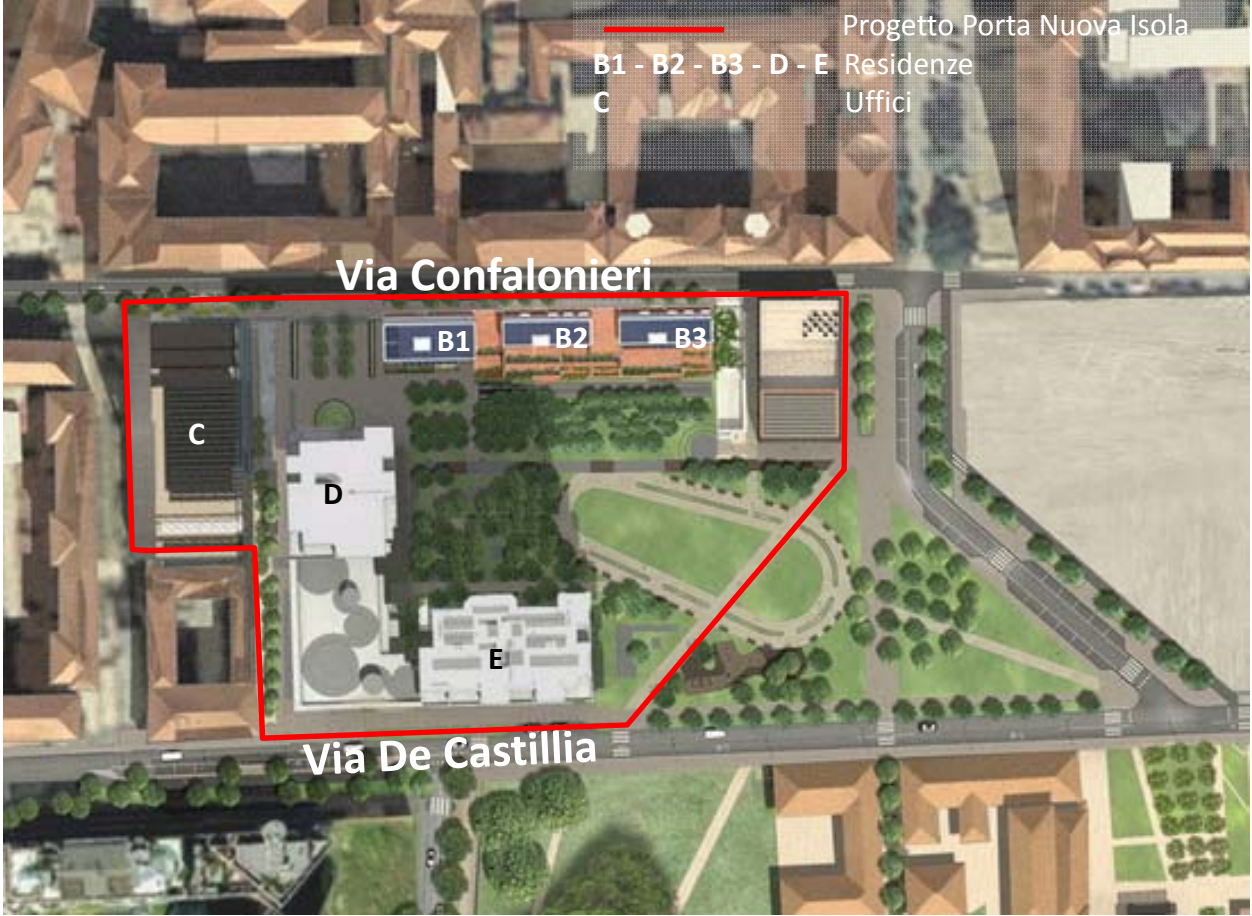 Progetto Porta Nuova Isola
B1 - B2 - B3 - D - E Residenze
C Uffici
Via Confalonieri
B1 B2 B3
C
D
E
Via De Castillia